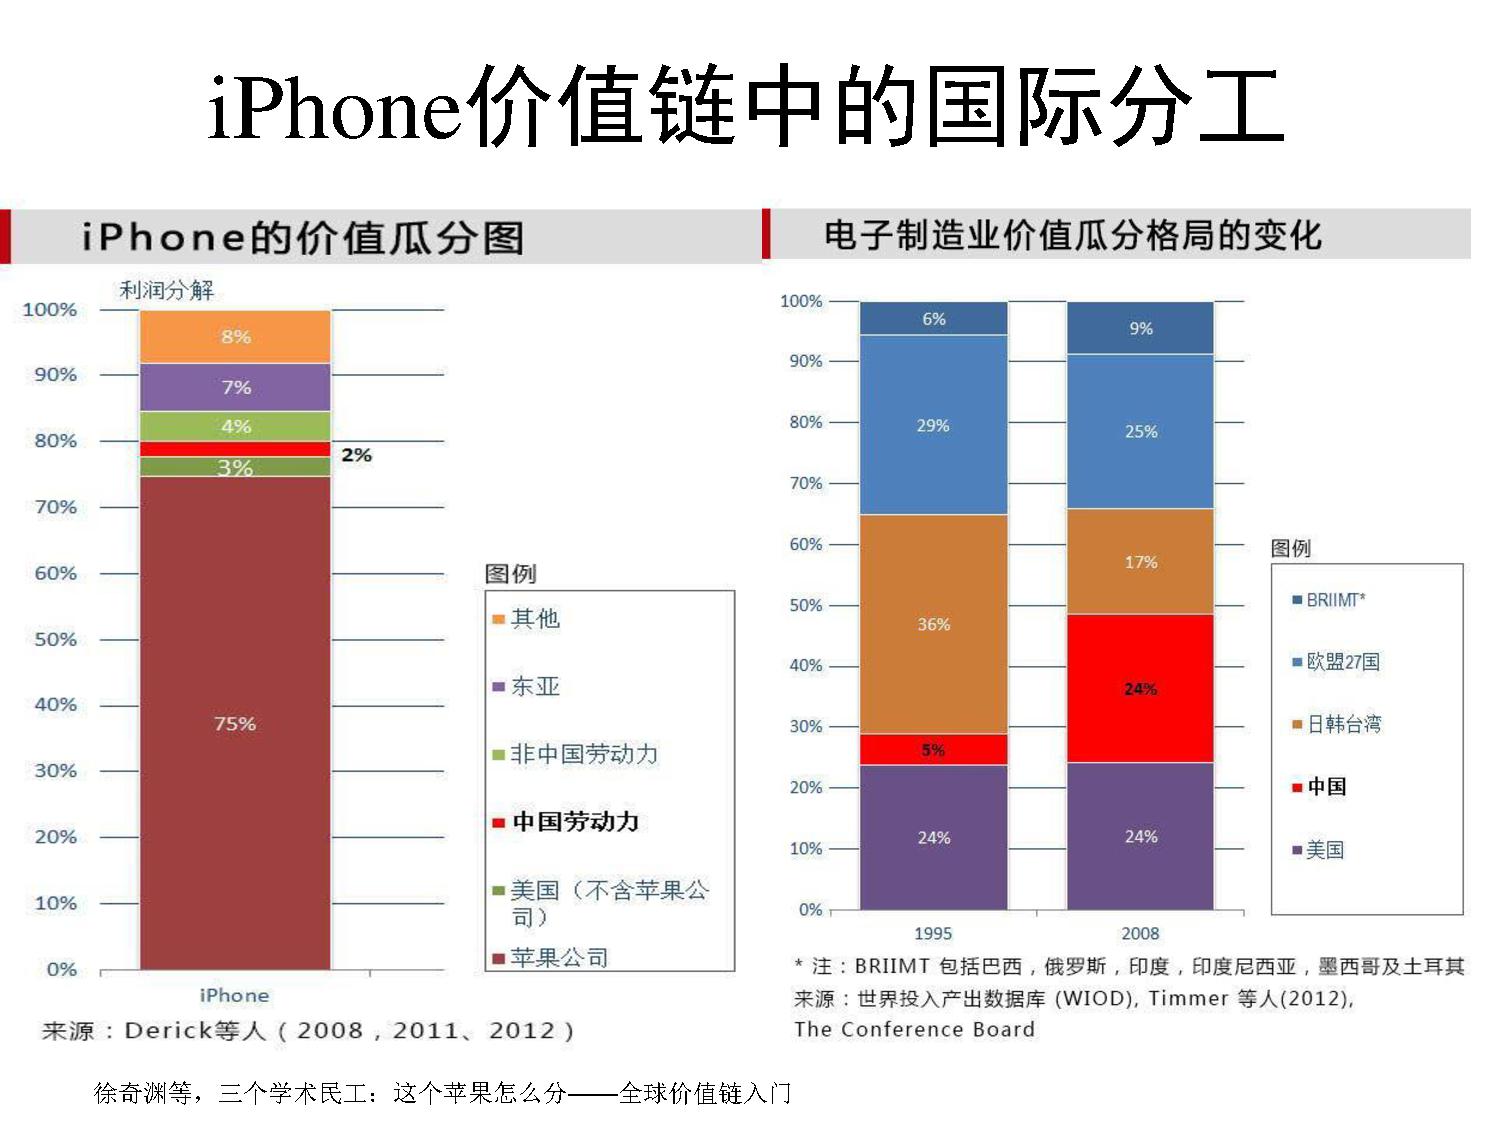 iPhone价值链中的国际分工
iPhone的价值瓜分图
利润分解
100%
90%
80%
70%
60%
50%
40%
30%
20%
10%
0%
8%
7%
4%
2%
3%
75%
iPhone
图例
其他
东亚
非中国劳动力
中国劳动力
美国（不含苹果公
司）
苹果公司
来源：Derick等人（2008，2011、2012）
电子制造业价值瓜分格局的变化
100%
90%
80%
70%
60%
50%
40%
30%
20%
10%
0%
6%
29%
36%
5%
24%
9%
25%
17%
24%
24%
1995
2008
图例
BRIIMT*
欧盟27国
日韩台湾
中国
美国
* 注：BRIIMT 包括巴西，俄罗斯，印度，印度尼西亚，墨西哥及土耳其
来源：世界投入产出数据库 (WIOD), Timmer 等人(2012),
The Conference Board
徐奇渊等，三个学术民工：这个苹果怎么分——全球价值链入门